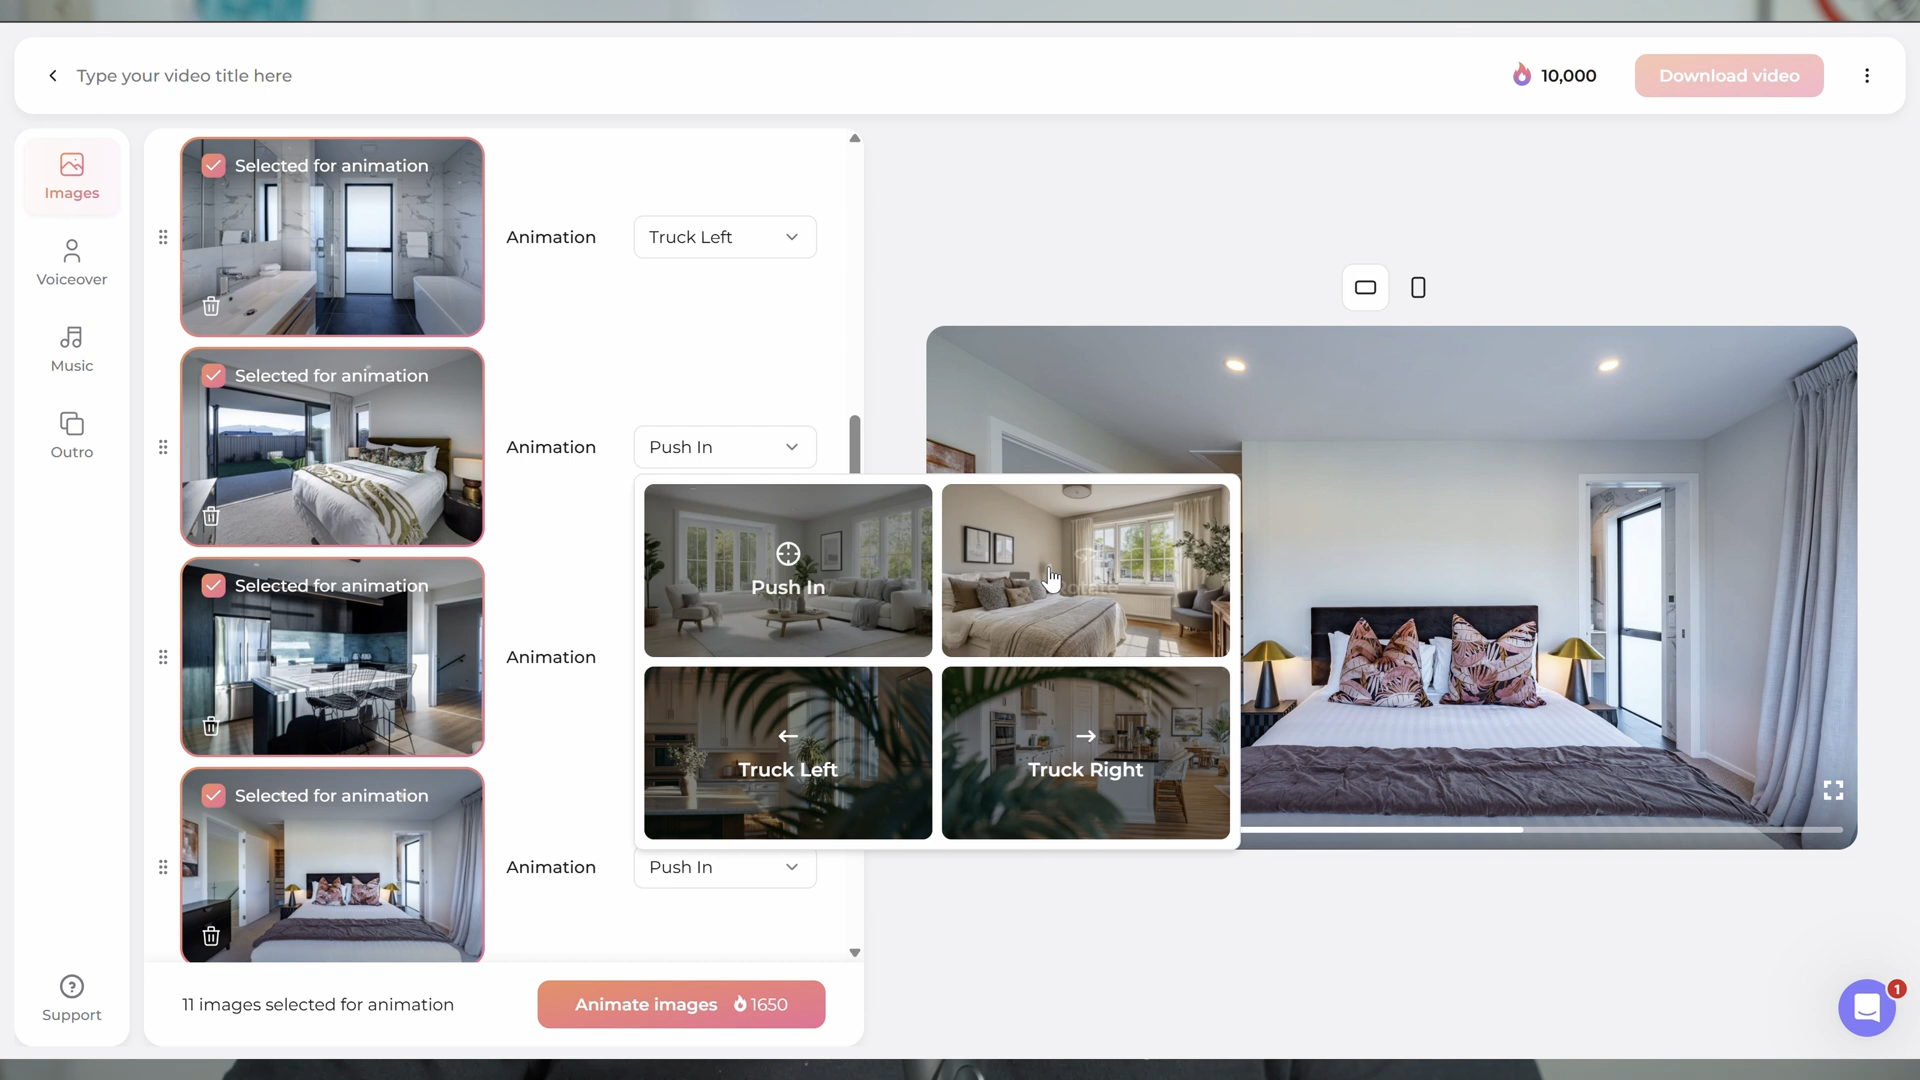 Type your video title here
10,000
Download video
Images
Voiceover
Music
Outro
Support
Selected for animation
Animation
Truck Left
Selected for animation
Animation
Push In
Push In
Rotate
Truck Left
Truck Right
Selected for animation
Animation
Selected for animation
Animation
Push In
11 images selected for animation
Animate images 1650
1